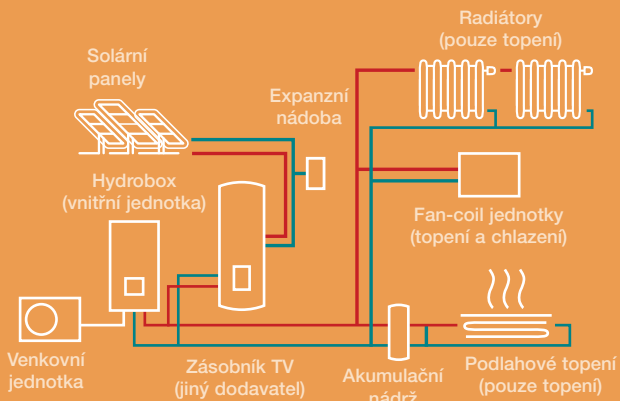 Radiátory
(pouze topení)
Solární
panely
Expanzní
nádoba
Hydrobox
(vnitřní jednotka)
Fan-coil jednotky
(topení a chlazení)
Venkovní
jednotka
Zásobník TV
(jiný dodavatel)
Akumulační
nádrž
Podlahové topení
(pouze topení)